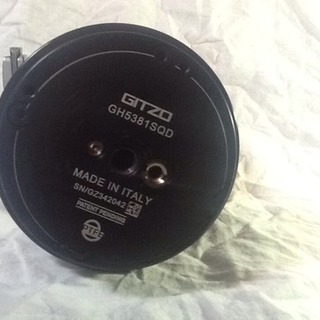 GITZO
GH5381SQD
MADE IN ITALY
SN/GZ342042
PATENT PENDING